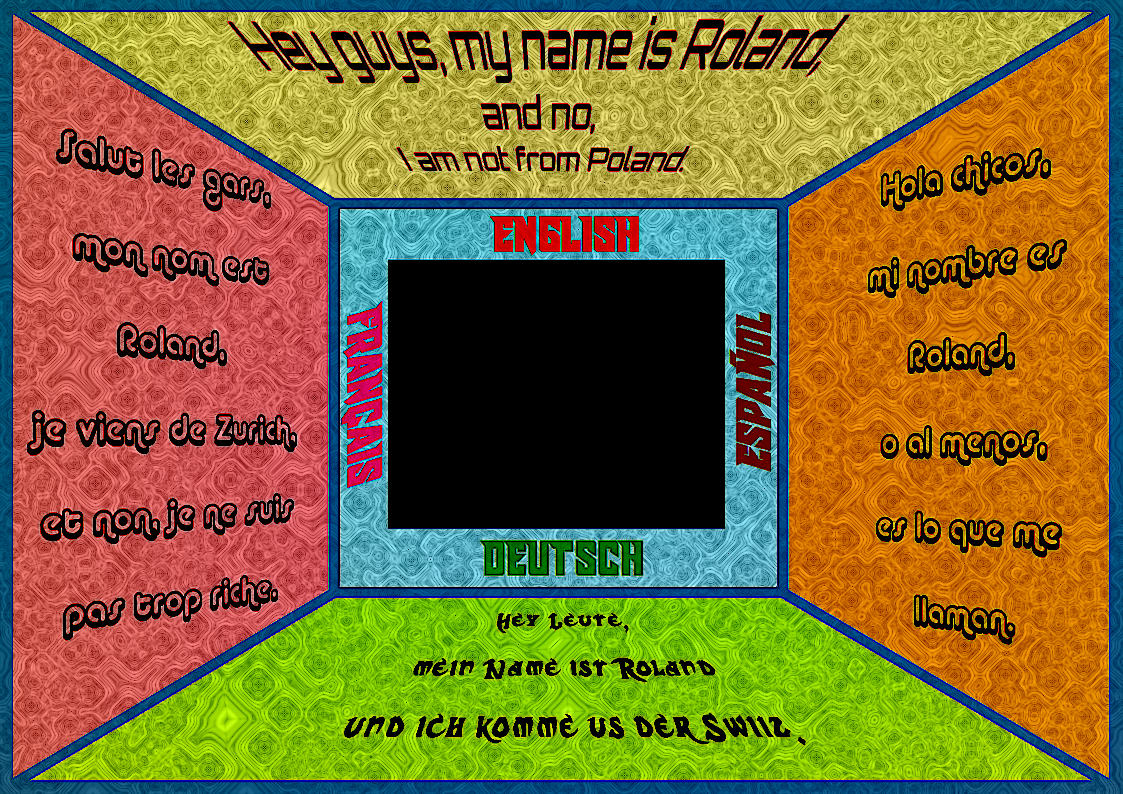 Hey guys, my name is Roland,
and no,
I am not from Poland.
Salut les gars,
mon nom est
Roland,
je viens de Zurich,
et non, je ne suis
pas trop riche.
ENGLISH
FRANÇAIS
ESPAÑOL
DEUTSCH
Hola chicos,
mi nombre es
Roland,
o al menos,
es lo que me
llaman.
Hey Leute,
mein Name ist Roland
und ich komme us der Swiiz.